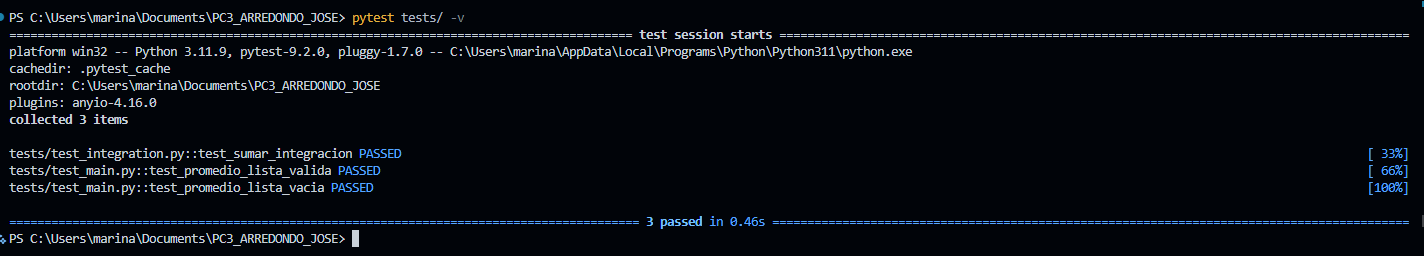 PS C:\Users\marina\Documents\PC3_ARREDONDO_JOSE> pytest tests/ -v
============================== test session starts ==============================
platform win32 -- Python 3.11.9, pytest-9.2.0, pluggy-1.7.0 -- C:\Users\marina\AppData\Local\Programs\Python\Python311\python.exe
cachedir: .pytest_cache
rootdir: C:\Users\marina\Documents\PC3_ARREDONDO_JOSE
plugins: anyio-4.16.0
collected 3 items
tests/test_integration.py::test_sumar_integracion PASSED [ 33%]
tests/test_main.py::test_promedio_lista_valida PASSED [ 66%]
tests/test_main.py::test_promedio_lista_vacia PASSED [100%]
============================== 3 passed in 0.46s ==============================
PS C:\Users\marina\Documents\PC3_ARREDONDO_JOSE>